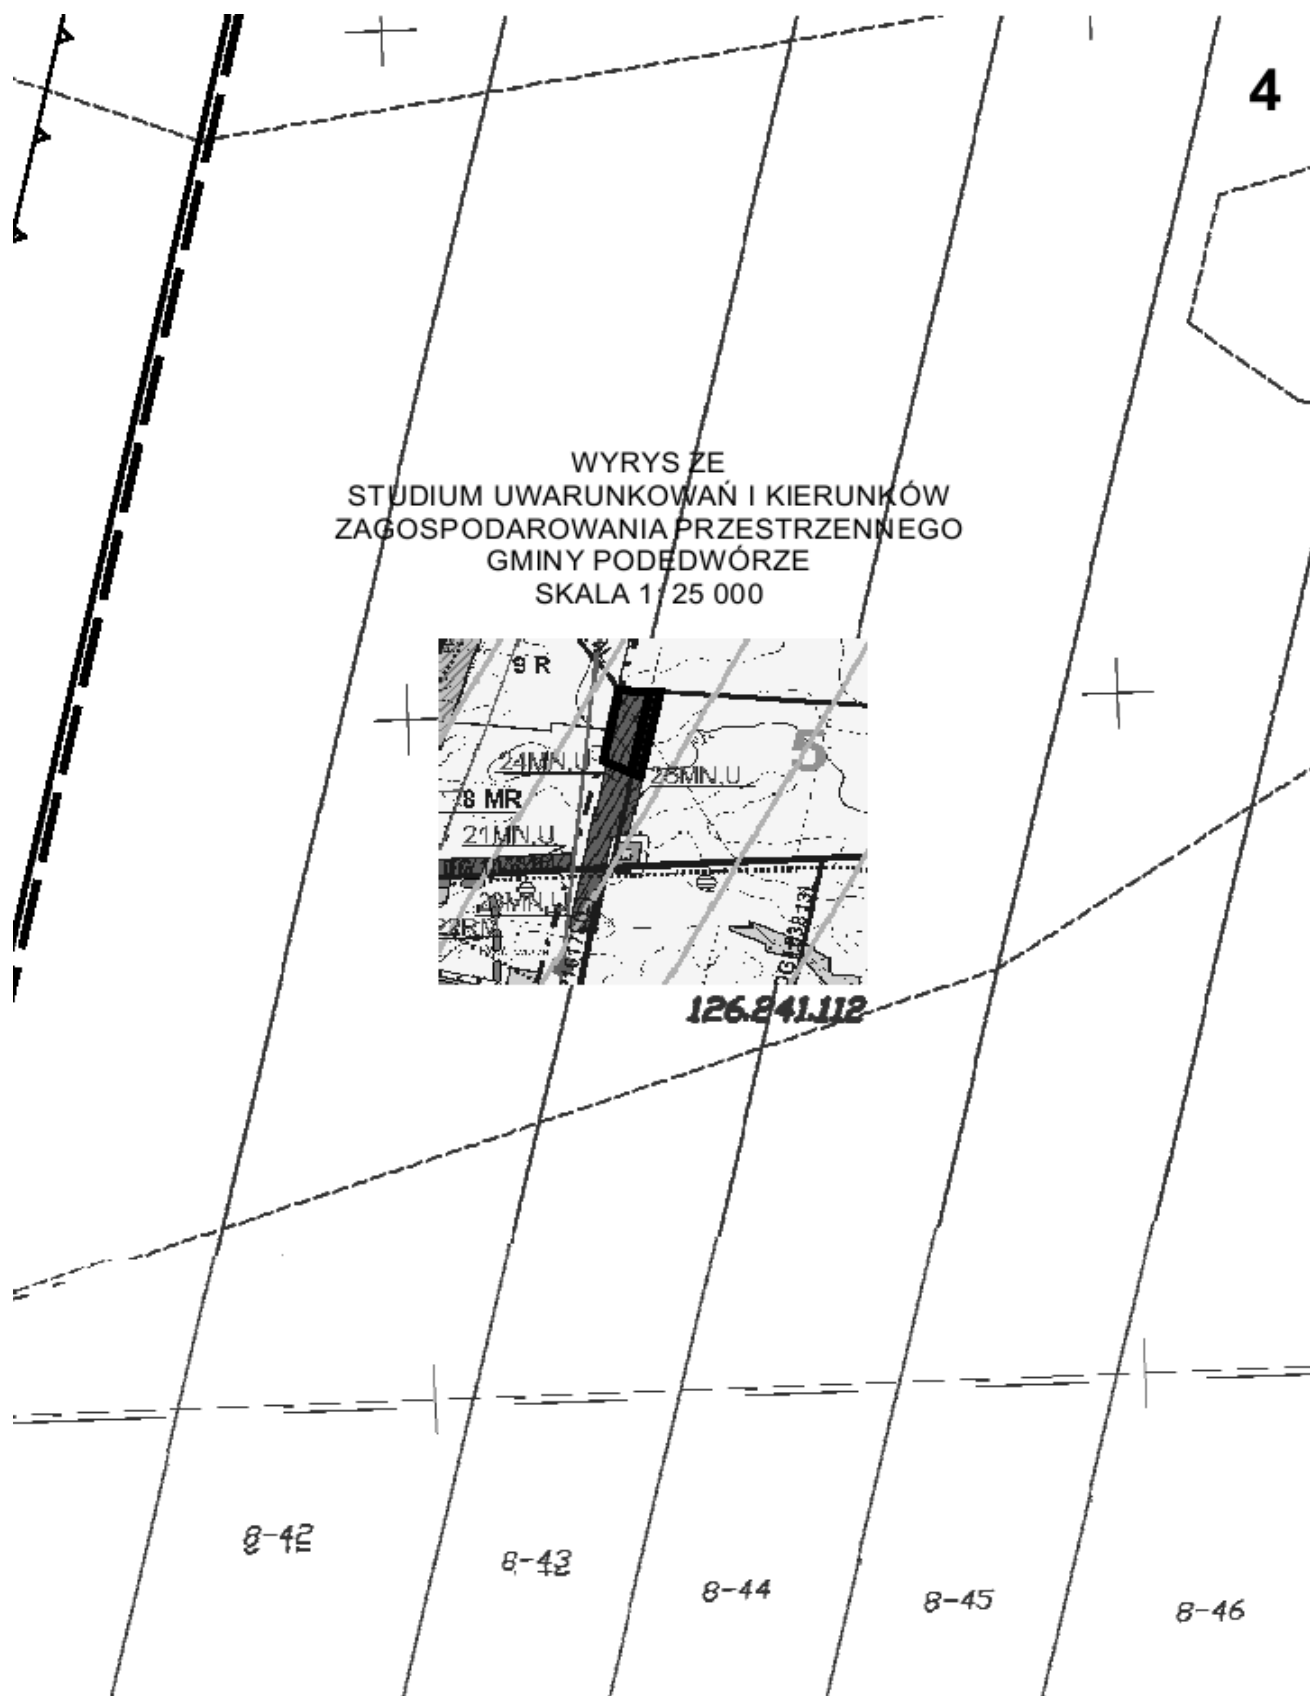 4
WYRYS ZE
STUDIUM UWARUNKOWAŃ I KIERUNKÓW
ZAGOSPODAROWANIA PRZESTRZENNEGO
GMINY PODEDWÓRZE
SKALA 1: 25 000
9 R
5
24MN,U
8 MR
21MN,U
126.241.112
8-42
8-43
8-44
8-45
8-46